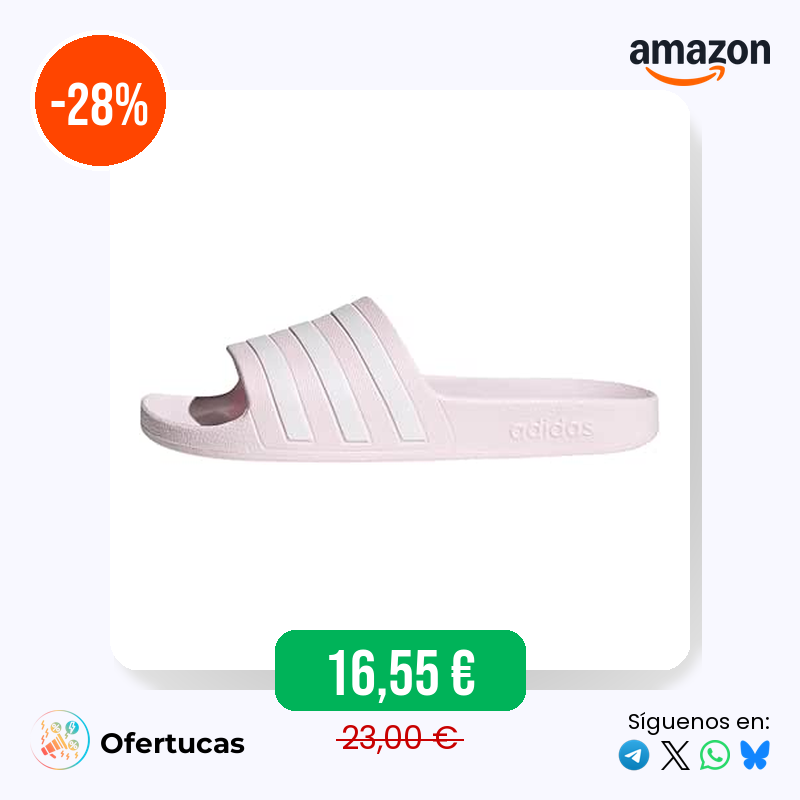 -28%
amazon
adidas
16,55 €
23,00 €
Ofertucas
Síguenos en: